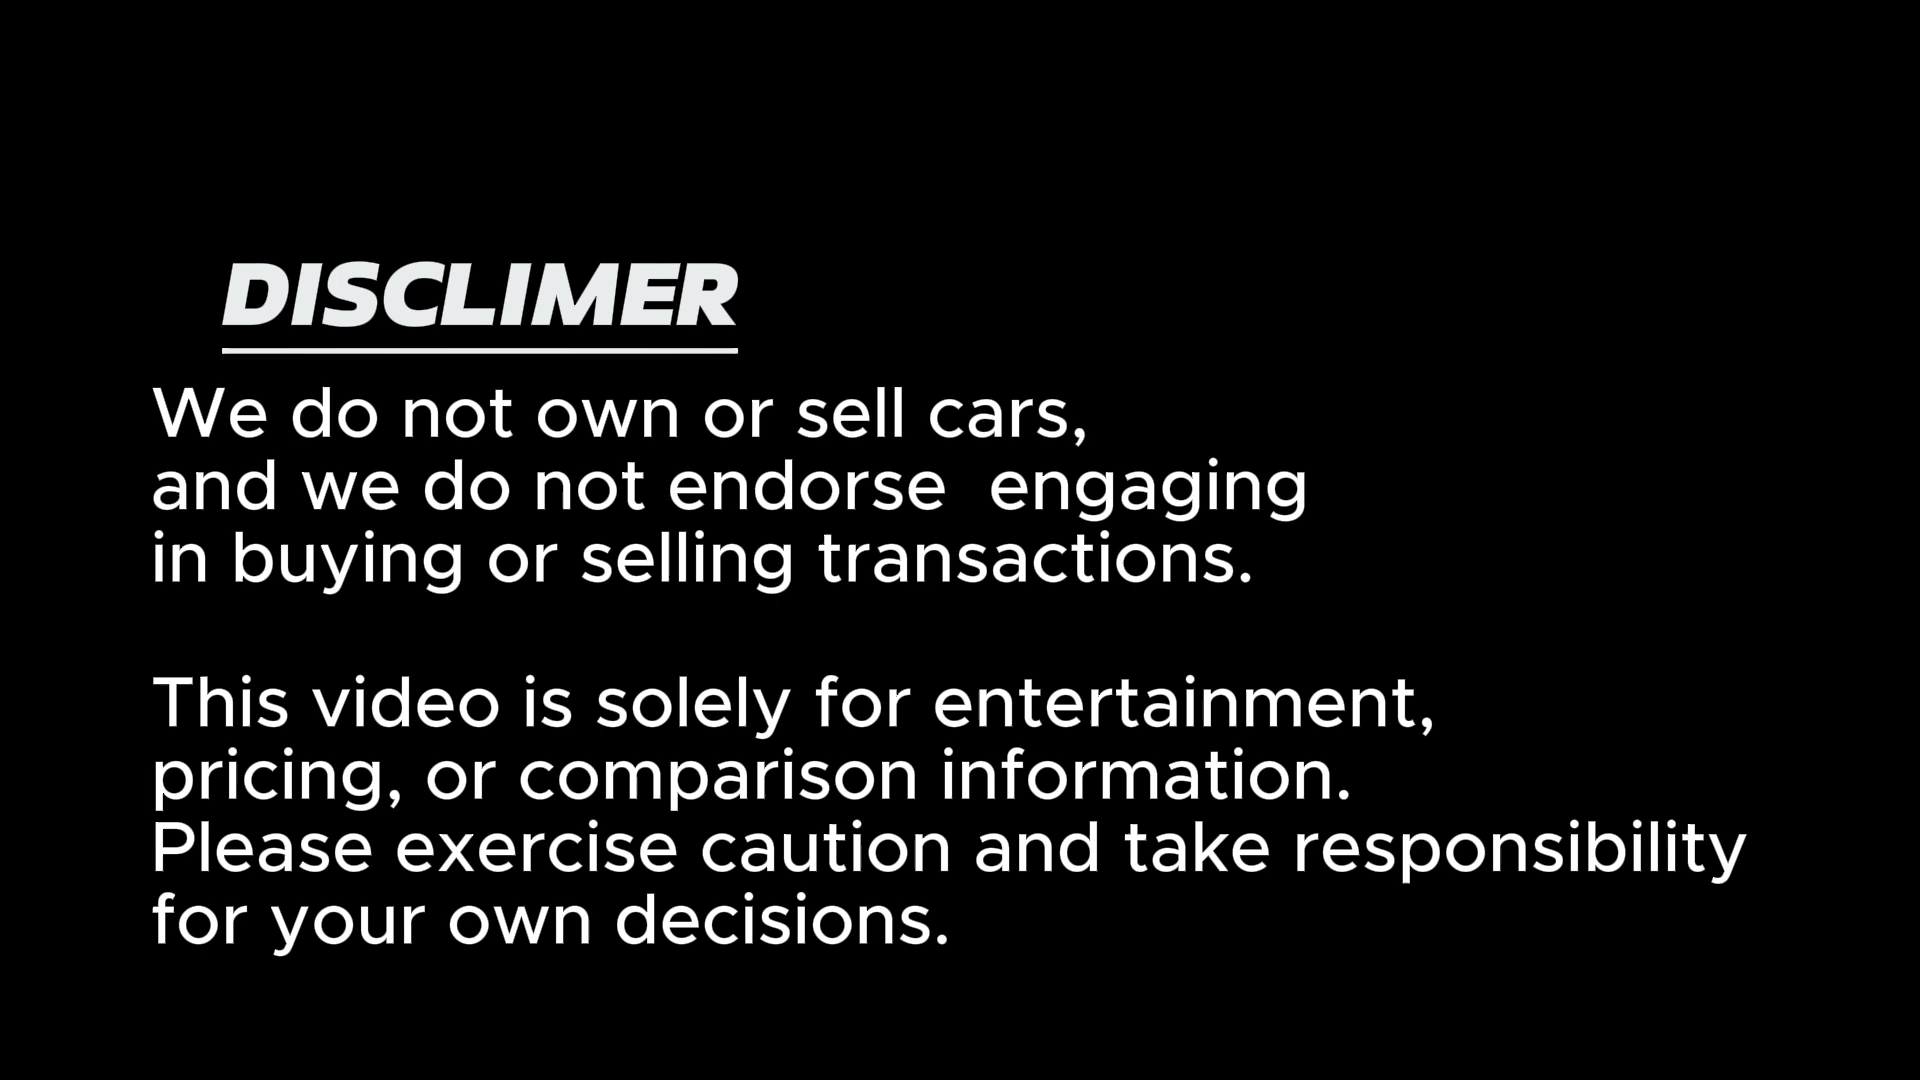 DISCLIMER
We do not own or sell cars,
and we do not endorse  engaging
in buying or selling transactions.
This video is solely for entertainment,
pricing, or comparison information.
Please exercise caution and take responsibility
for your own decisions.